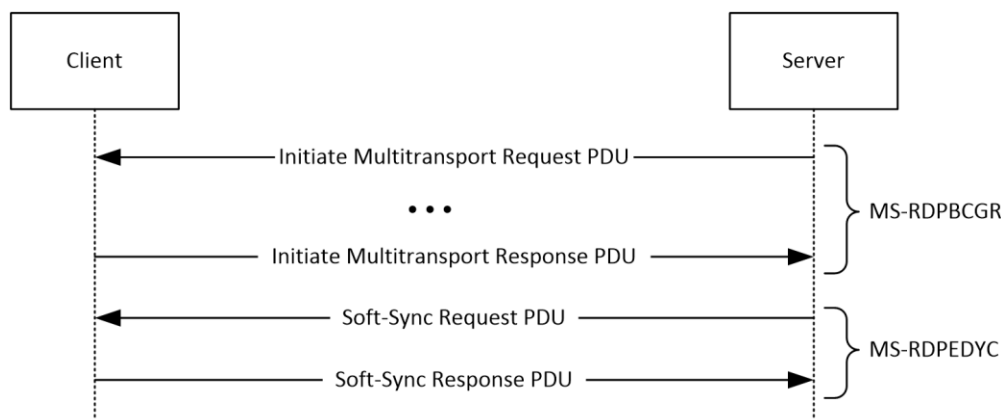 Client
Server
Initiate Multitransport Request PDU
MS-RDPBCGR
Initiate Multitransport Response PDU
Soft-Sync Request PDU
MS-RDPEDYC
Soft-Sync Response PDU